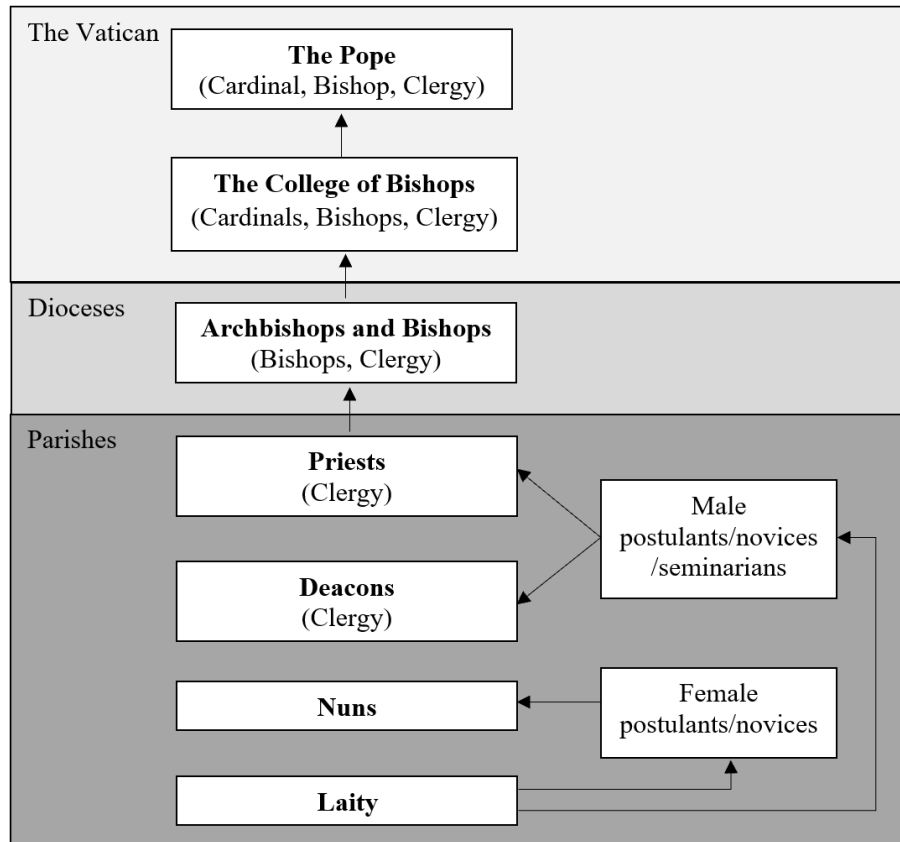 The Vatican
The Pope
(Cardinal, Bishop, Clergy)
The College of Bishops
(Cardinals, Bishops, Clergy)
Dioceses
Archbishops and Bishops
(Bishops, Clergy)
Parishes
Priests
(Clergy)
Male
postulants/novices
/seminarians
Deacons
(Clergy)
Nuns
Female
postulants/novices
Laity